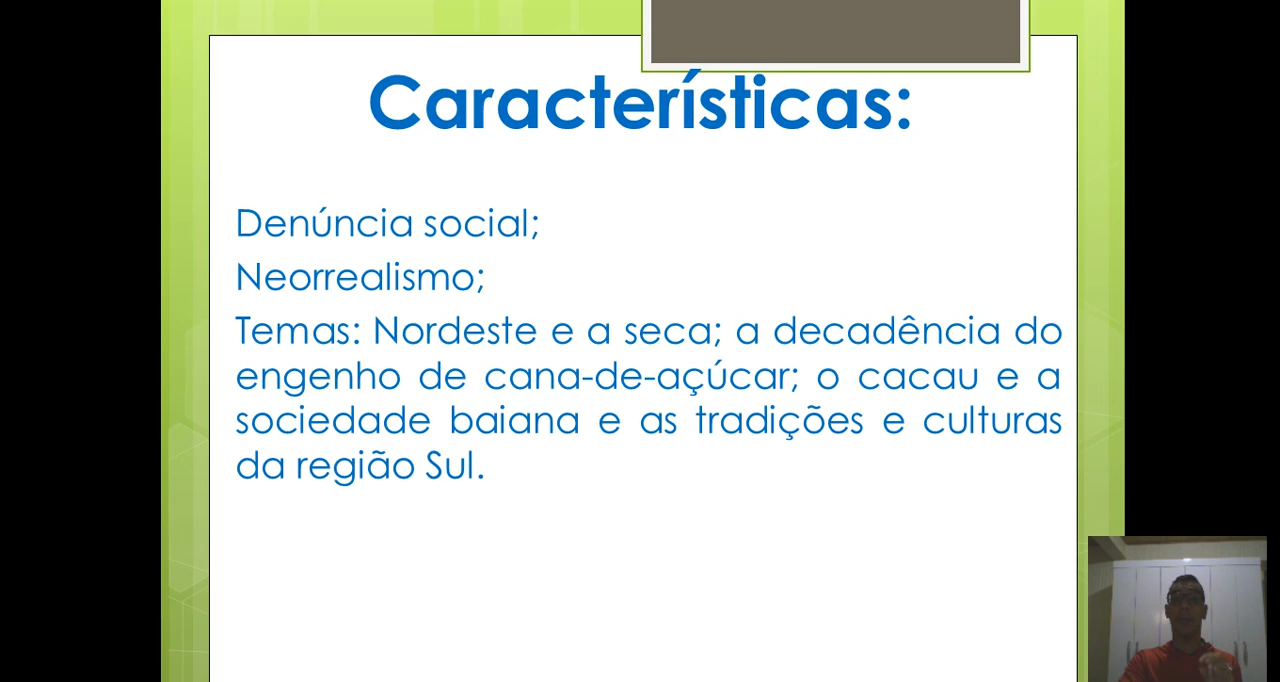 Características:
Denúncia social;
Neorrealismo;
Temas: Nordeste e a seca; a decadência do
engenho de cana-de-açúcar; o cacau e a
sociedade baiana e as tradições e culturas
da região Sul.